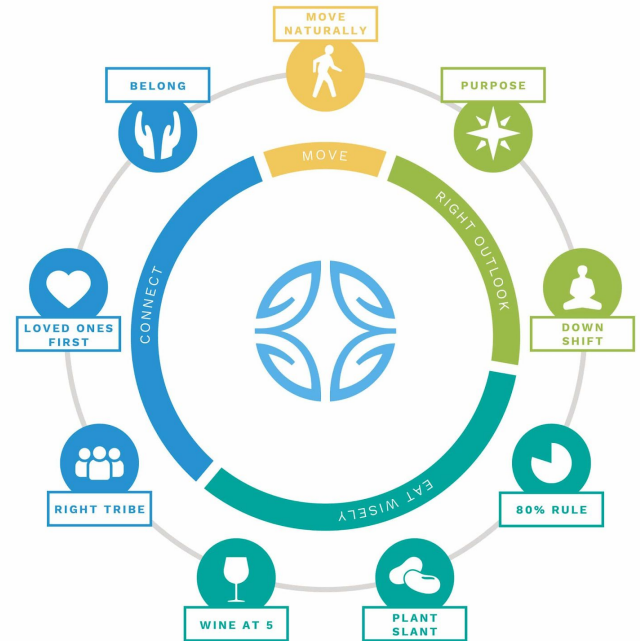 MOVE
NATURALLY
BELONG
PURPOSE
MOVE
RIGHT OUTLOOK
CONNECT
LOVED ONES
FIRST
DOWN
SHIFT
RIGHT TRIBE
80% RULE
EAT WISELY
WINE AT 5
PLANT
SLANT